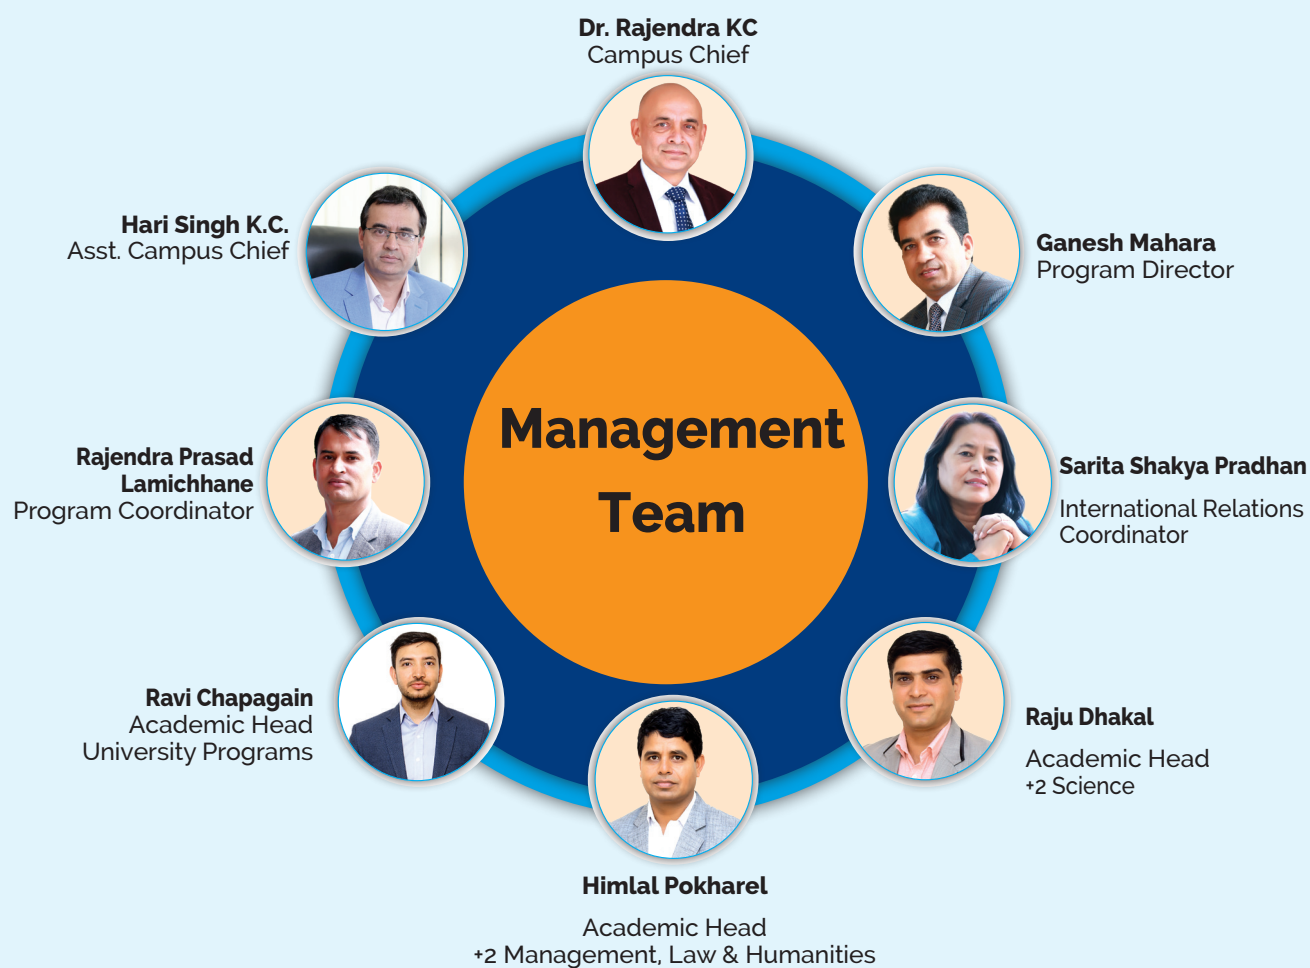 Dr. Rajendra KC
Campus Chief
Hari Singh K.C.
Asst. Campus Chief
Ganesh Mahara
Program Director
Management
Team
Rajendra Prasad
Lamichhane
Program Coordinator
Sarita Shakya Pradhan
International Relations
Coordinator
Ravi Chapagain
Academic Head
University Programs
Raju Dhakal
Academic Head
+2 Science
Himlal Pokharel
Academic Head
+2 Management, Law & Humanities